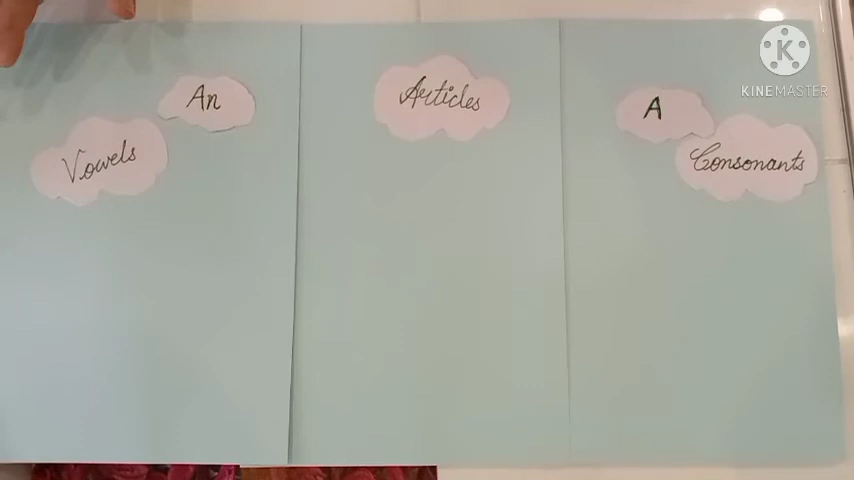 An
Vowels
Articles
A
Consonants
KINEMASTER